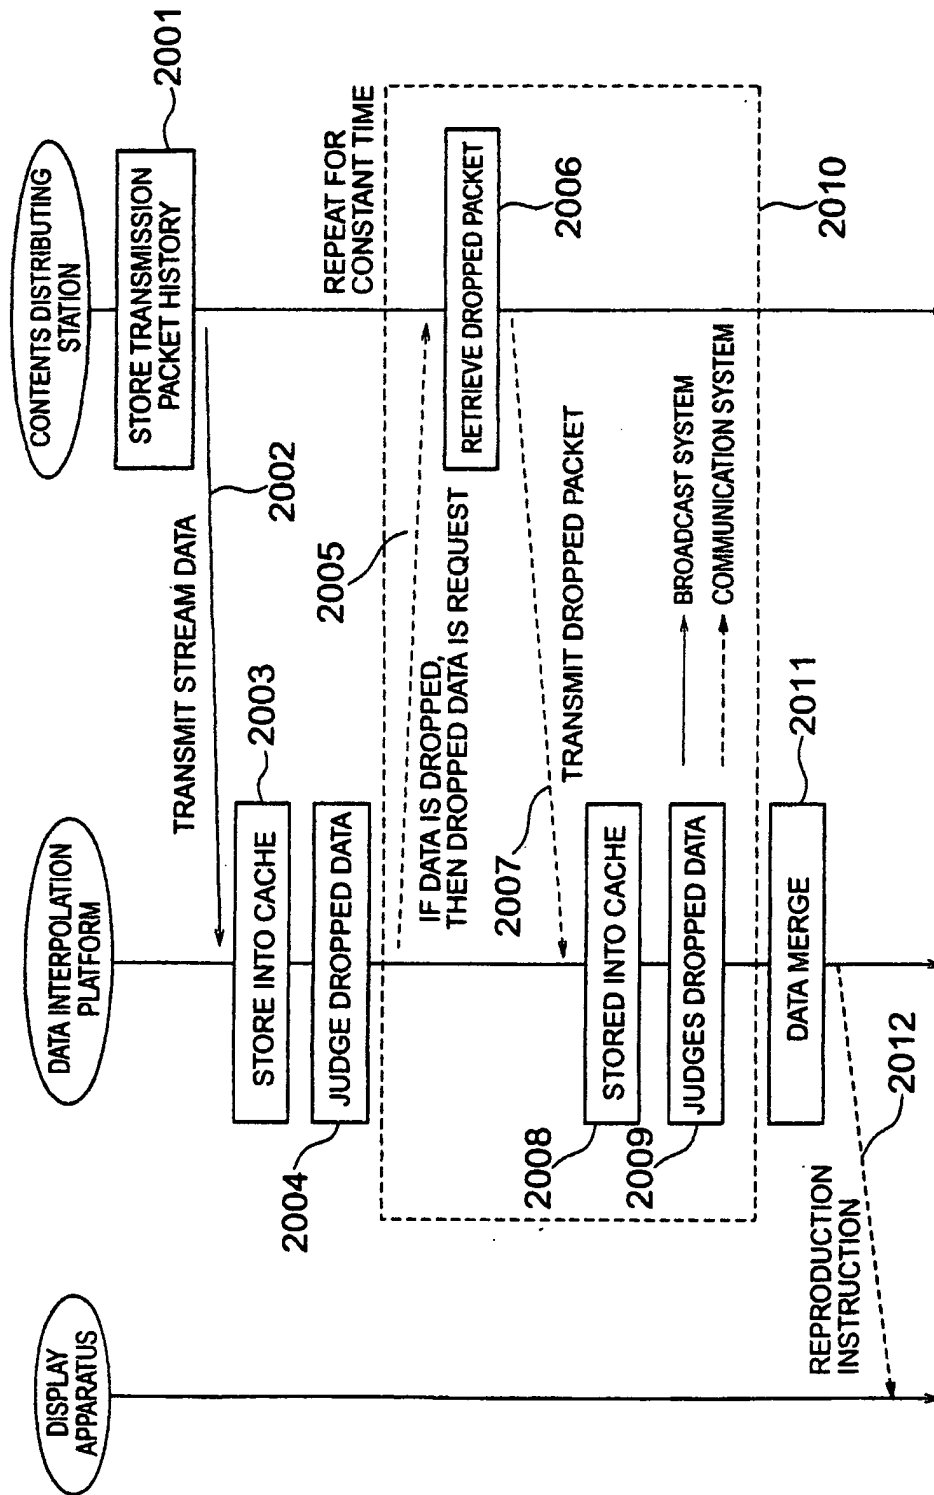 DISPLAY
APPARATUS
DATA INTERPOLATION
PLATFORM
CONTENTS DISTRIBUTING
STATION
STORE TRANSMISSION
PACKET HISTORY
2001
TRANSMIT STREAM DATA
2002
STORE INTO CACHE
2003
JUDGE DROPPED DATA
2004
REPEAT FOR
CONSTANT TIME
2005
IF DATA IS DROPPED,
THEN DROPPED DATA IS REQUEST
RETRIEVE DROPPED PACKET
2006
2007
TRANSMIT DROPPED PACKET
STORED INTO CACHE
2008
JUDGES DROPPED DATA
2009
BROADCAST SYSTEM
COMMUNICATION SYSTEM
2010
DATA MERGE
2011
REPRODUCTION
INSTRUCTION
2012